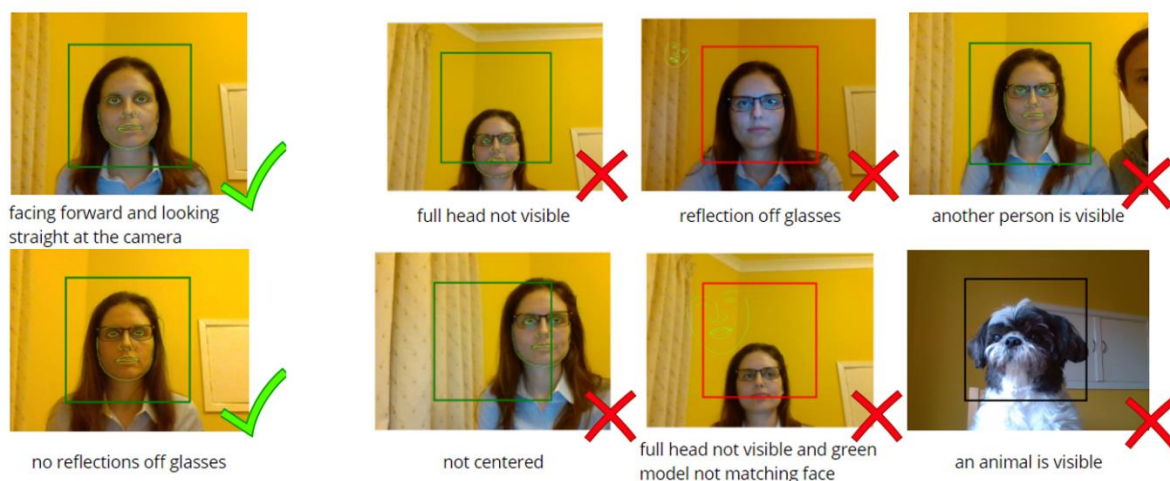 facing forward and looking
straight at the camera
full head not visible
reflection off glasses
another person is visible
no reflections off glasses
not centered
full head not visible and green
model not matching face
an animal is visible